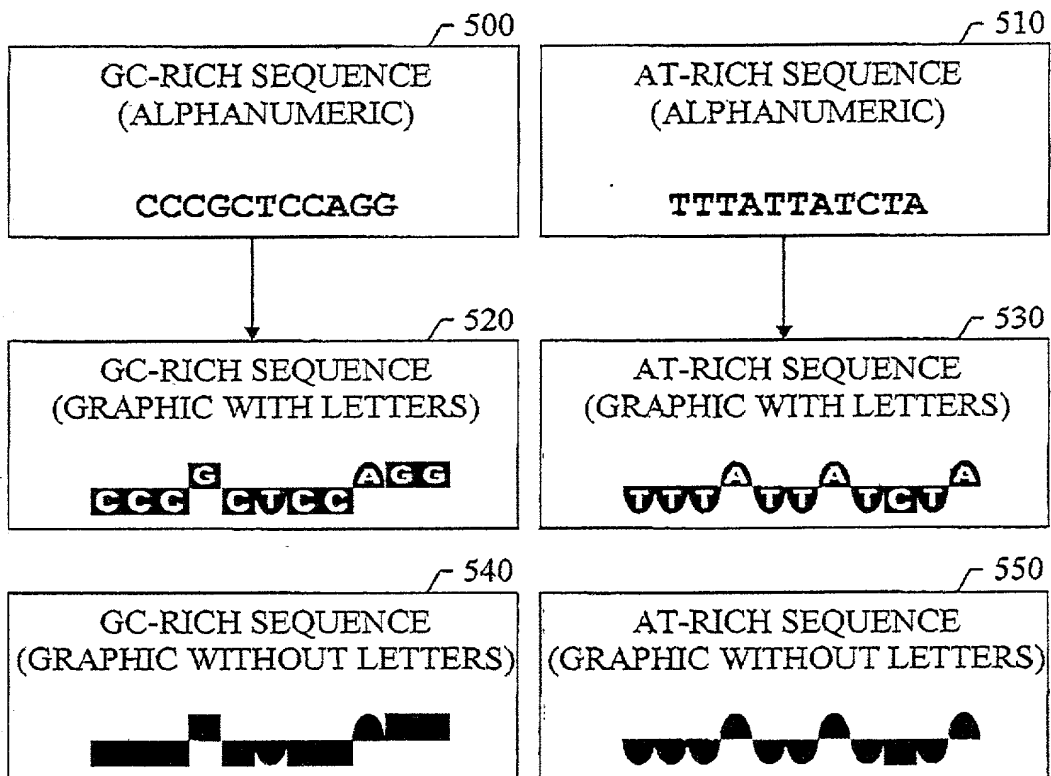 500
GC-RICH SEQUENCE
(ALPHANUMERIC)
CCCGCTCCAGG
510
AT-RICH SEQUENCE
(ALPHANUMERIC)
TTTATTATCTA
520
GC-RICH SEQUENCE
(GRAPHIC WITH LETTERS)
CCCGCTCCAGG
530
AT-RICH SEQUENCE
(GRAPHIC WITH LETTERS)
TTTATTATCTA
540
GC-RICH SEQUENCE
(GRAPHIC WITHOUT LETTERS)
550
AT-RICH SEQUENCE
(GRAPHIC WITHOUT LETTERS)